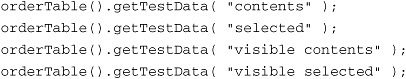 orderTable().getTestData( "contents" );
orderTable().getTestData( "selected" );
orderTable().getTestData( "visible contents" );
orderTable().getTestData( "visible selected" );